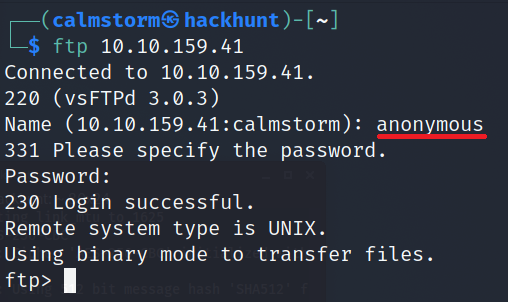 (calmstorm㉿hackhunt)-[~]
$ ftp 10.10.159.41
Connected to 10.10.159.41.
220 (vsFTPd 3.0.3)
Name (10.10.159.41:calmstorm): anonymous
331 Please specify the password.
Password:
230 Login successful.
Remote system type is UNIX.
Using binary mode to transfer files.
ftp>
bit message hash 'SHA512' f